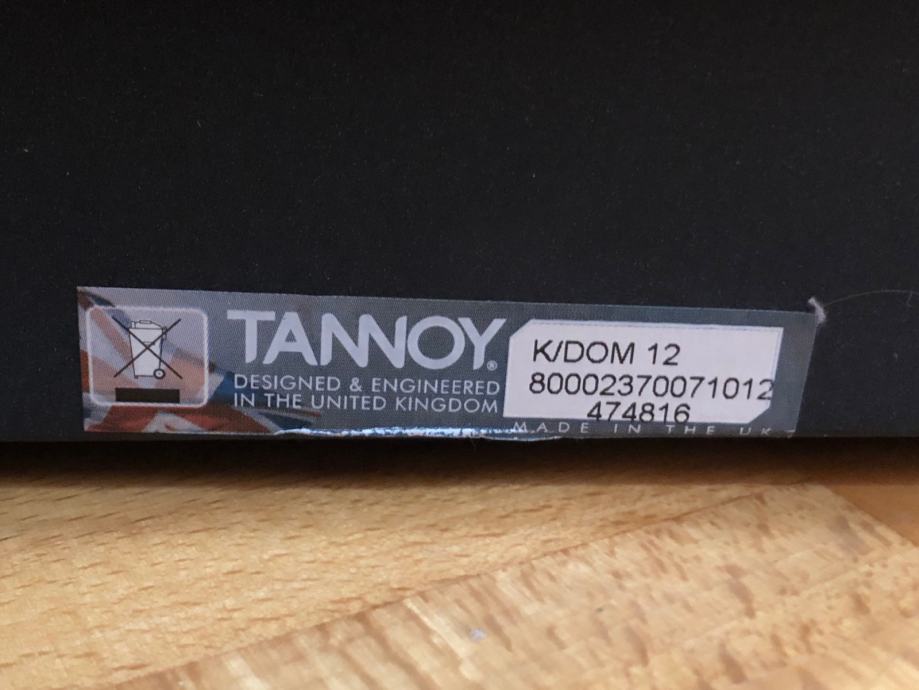 TANNOY®
DESIGNED & ENGINEERED
IN THE UNITED KINGDOM
K/DOM 12
80002370071012
474816
MADE IN THE UK